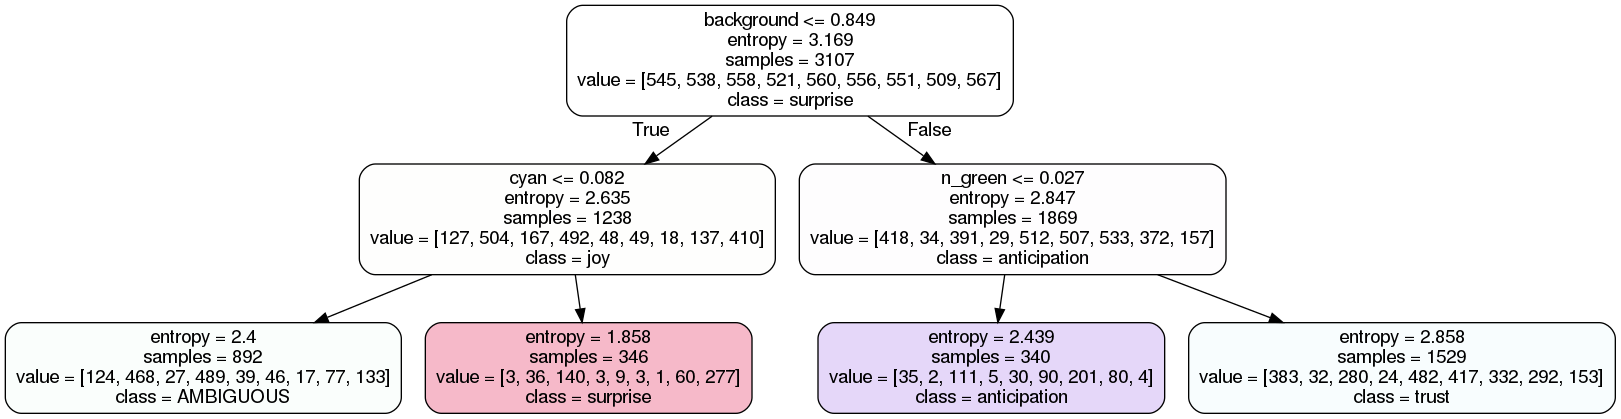 background <= 0.849
entropy = 3.169
samples = 3107
value = [545, 538, 558, 521, 560, 556, 551, 509, 567]
class = surprise
True
False
cyan <= 0.082
entropy = 2.635
samples = 1238
value = [127, 504, 167, 492, 48, 49, 18, 137, 410]
class = joy
n_green <= 0.027
entropy = 2.847
samples = 1869
value = [418, 34, 391, 29, 512, 507, 533, 372, 157]
class = anticipation
entropy = 2.4
samples = 892
value = [124, 468, 27, 489, 39, 46, 17, 77, 133]
class = AMBIGUOUS
entropy = 1.858
samples = 346
value = [3, 36, 140, 3, 9, 3, 1, 60, 277]
class = surprise
entropy = 2.439
samples = 340
value = [35, 2, 111, 5, 30, 90, 201, 80, 4]
class = anticipation
entropy = 2.858
samples = 1529
value = [383, 32, 280, 24, 482, 417, 332, 292, 153]
class = trust